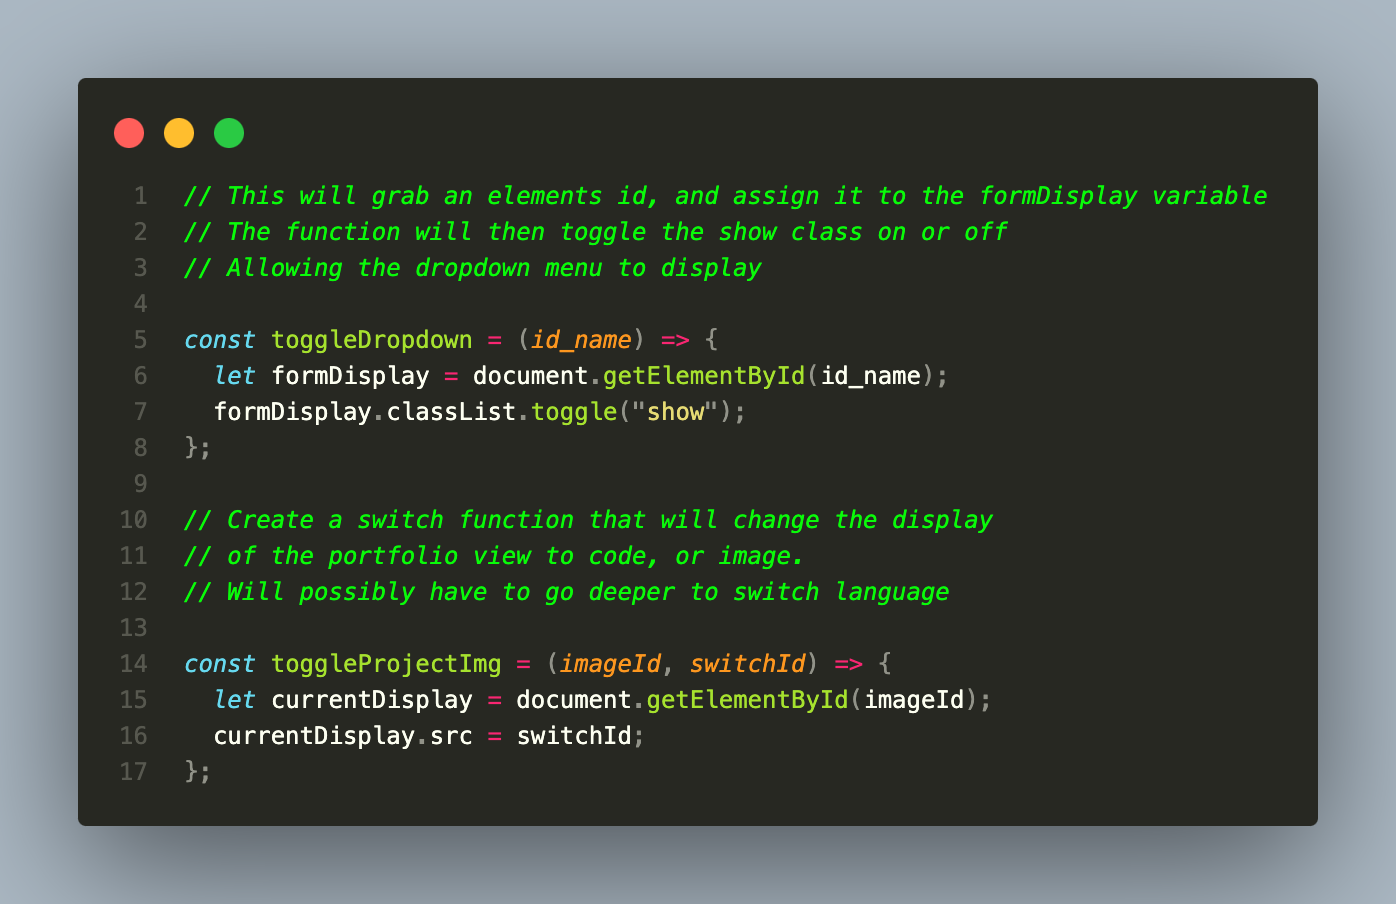 1 // This will grab an elements id, and assign it to the formDisplay variable
2 // The function will then toggle the show class on or off
3 // Allowing the dropdown menu to display
4
5 const toggleDropdown = (id_name) => {
6   let formDisplay = document.getElementById(id_name);
7   formDisplay.classList.toggle("show");
8 };
9
10 // Create a switch function that will change the display
11 // of the portfolio view to code, or image.
12 // Will possibly have to go deeper to switch language
13
14 const toggleProjectImg = (imageId, switchId) => {
15   let currentDisplay = document.getElementById(imageId);
16   currentDisplay.src = switchId;
17 };